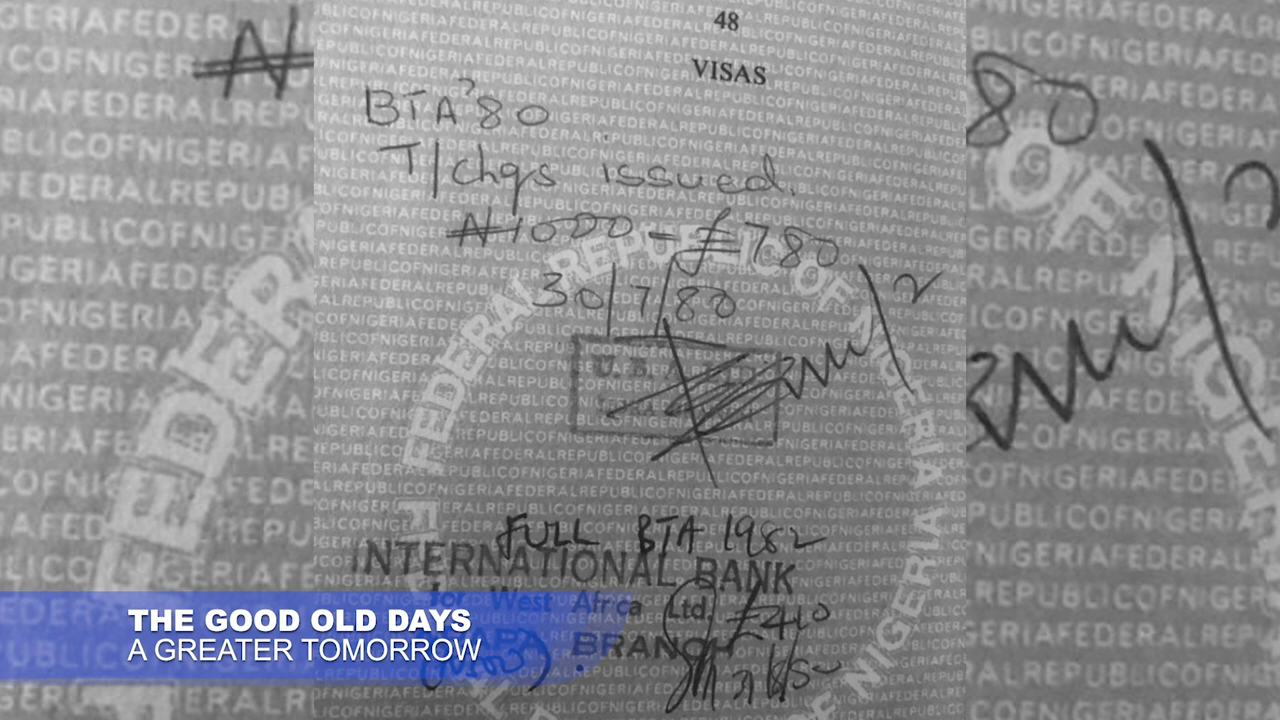 48
VISAS
BTA '80
T/chqs issued.
₦1000 = £780
30/7/80
FULL BTA 1982
INTERNATIONAL BANK
for West Africa Ltd.
£410
BRANCH
THE GOOD OLD DAYS
A GREATER TOMORROW